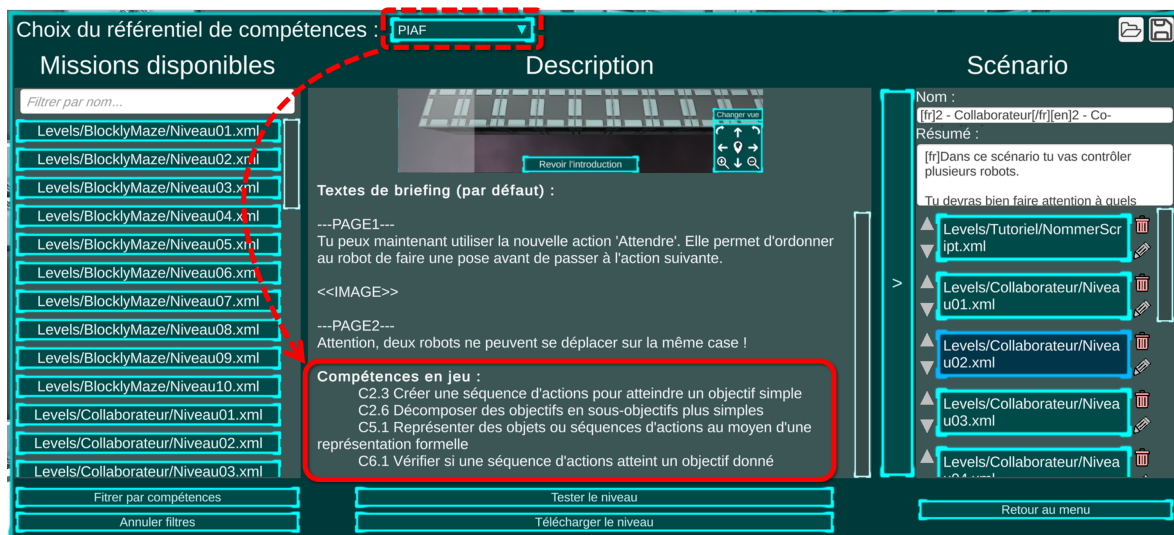 Choix du référentiel de compétences :
PIAF
Missions disponibles
Filtrer par nom...
Levels/BlocklyMaze/Niveau01.xml
Levels/BlocklyMaze/Niveau02.xml
Levels/BlocklyMaze/Niveau03.xml
Levels/BlocklyMaze/Niveau04.xml
Levels/BlocklyMaze/Niveau05.xml
Levels/BlocklyMaze/Niveau06.xml
Levels/BlocklyMaze/Niveau07.xml
Levels/BlocklyMaze/Niveau08.xml
Levels/BlocklyMaze/Niveau09.xml
Levels/BlocklyMaze/Niveau10.xml
Levels/Collaborateur/Niveau01.xml
Levels/Collaborateur/Niveau02.xml
Levels/Collaborateur/Niveau03.xml
Fitrer par compétences
Annuler filtres
Description
Changer vue
Revoir l'introduction
Textes de briefing (par défaut) :
---PAGE1---
Tu peux maintenant utiliser la nouvelle action 'Attendre'. Elle permet d'ordonner
au robot de faire une pose avant de passer à l'action suivante.
<<IMAGE>>
---PAGE2---
Attention, deux robots ne peuvent se déplacer sur la même case !
Compétences en jeu :
C2.3 Créer une séquence d'actions pour atteindre un objectif simple
C2.6 Décomposer des objectifs en sous-objectifs plus simples
C5.1 Représenter des objets ou séquences d'actions au moyen d'une
représentation formelle
C6.1 Vérifier si une séquence d'actions atteint un objectif donné
Tester le niveau
Télécharger le niveau
>
Scénario
Nom :
[fr]2 - Collaborateur[/fr][en]2 - Co-
Résumé :
[fr]Dans ce scénario tu vas contrôler
plusieurs robots.
Tu devras bien faire attention à quels
Levels/Tutoriel/NommerScr
ipt.xml
Levels/Collaborateur/Nivea
u01.xml
Levels/Collaborateur/Nivea
u02.xml
Levels/Collaborateur/Nivea
u03.xml
Levels/Collaborateur/Nivea
u04.xml
Retour au menu